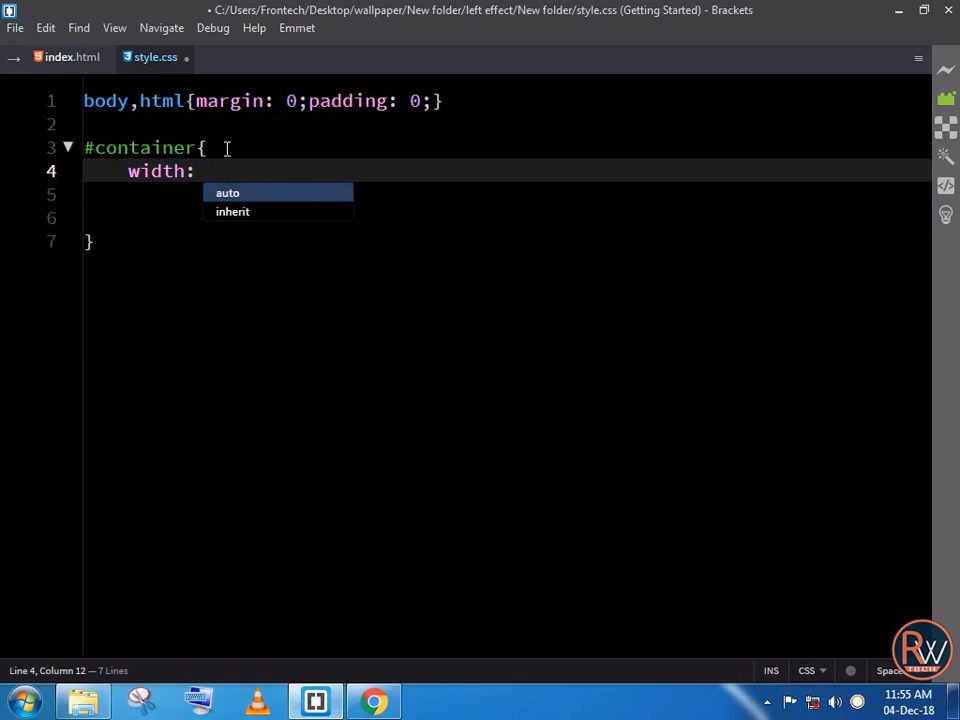 • C:/Users/Frontech/Desktop/wallpaper/New folder/left effect/New folder/style.css (Getting Started) - Brackets
File Edit Find View Navigate Debug Help Emmet
index.html style.css •
1 body,html{margin: 0;padding: 0;}
2
3 #container{
4 width:
auto
5
inherit
6
7 }
Line 4, Column 12 — 7 Lines
INS CSS Spac
RW
TECH
11:55 AM
04-Dec-18